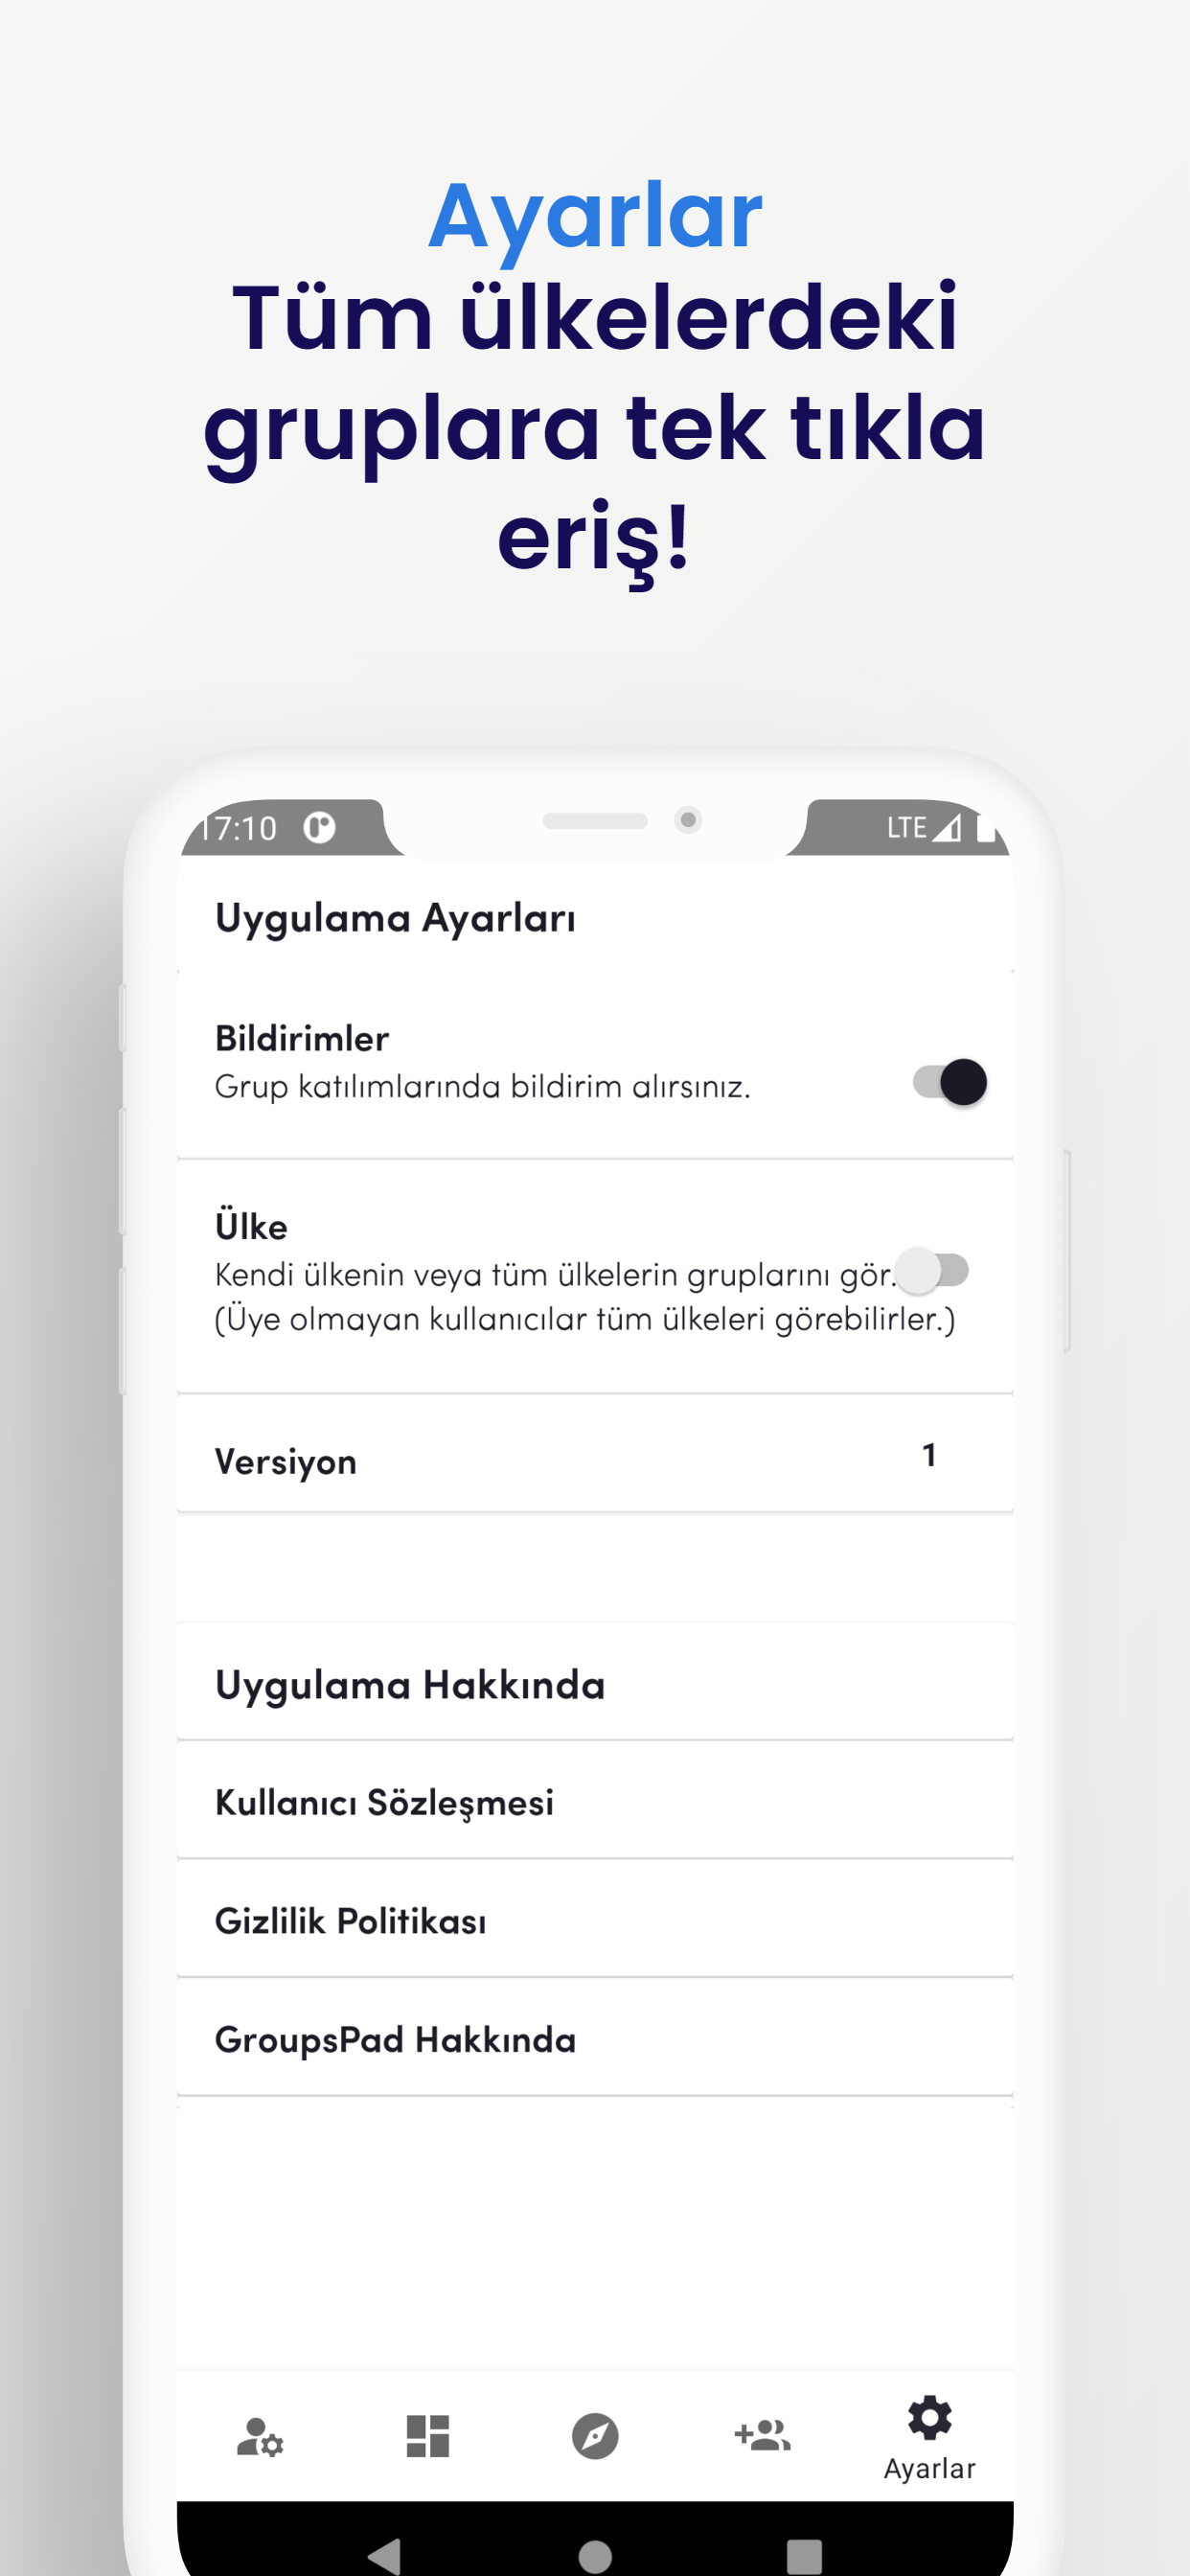 Ayarlar
Tüm ülkelerdeki
gruplara tek tıkla
eriş!
17:10
LTE
Uygulama Ayarları
Bildirimler
Grup katılımlarında bildirim alırsınız.
Ülke
Kendi ülkenin veya tüm ülkelerin gruplarını gör.
(Üye olmayan kullanıcılar tüm ülkeleri görebilirler.)
Versiyon 1
Uygulama Hakkında
Kullanıcı Sözleşmesi
Gizlilik Politikası
GroupsPad Hakkında
Ayarlar